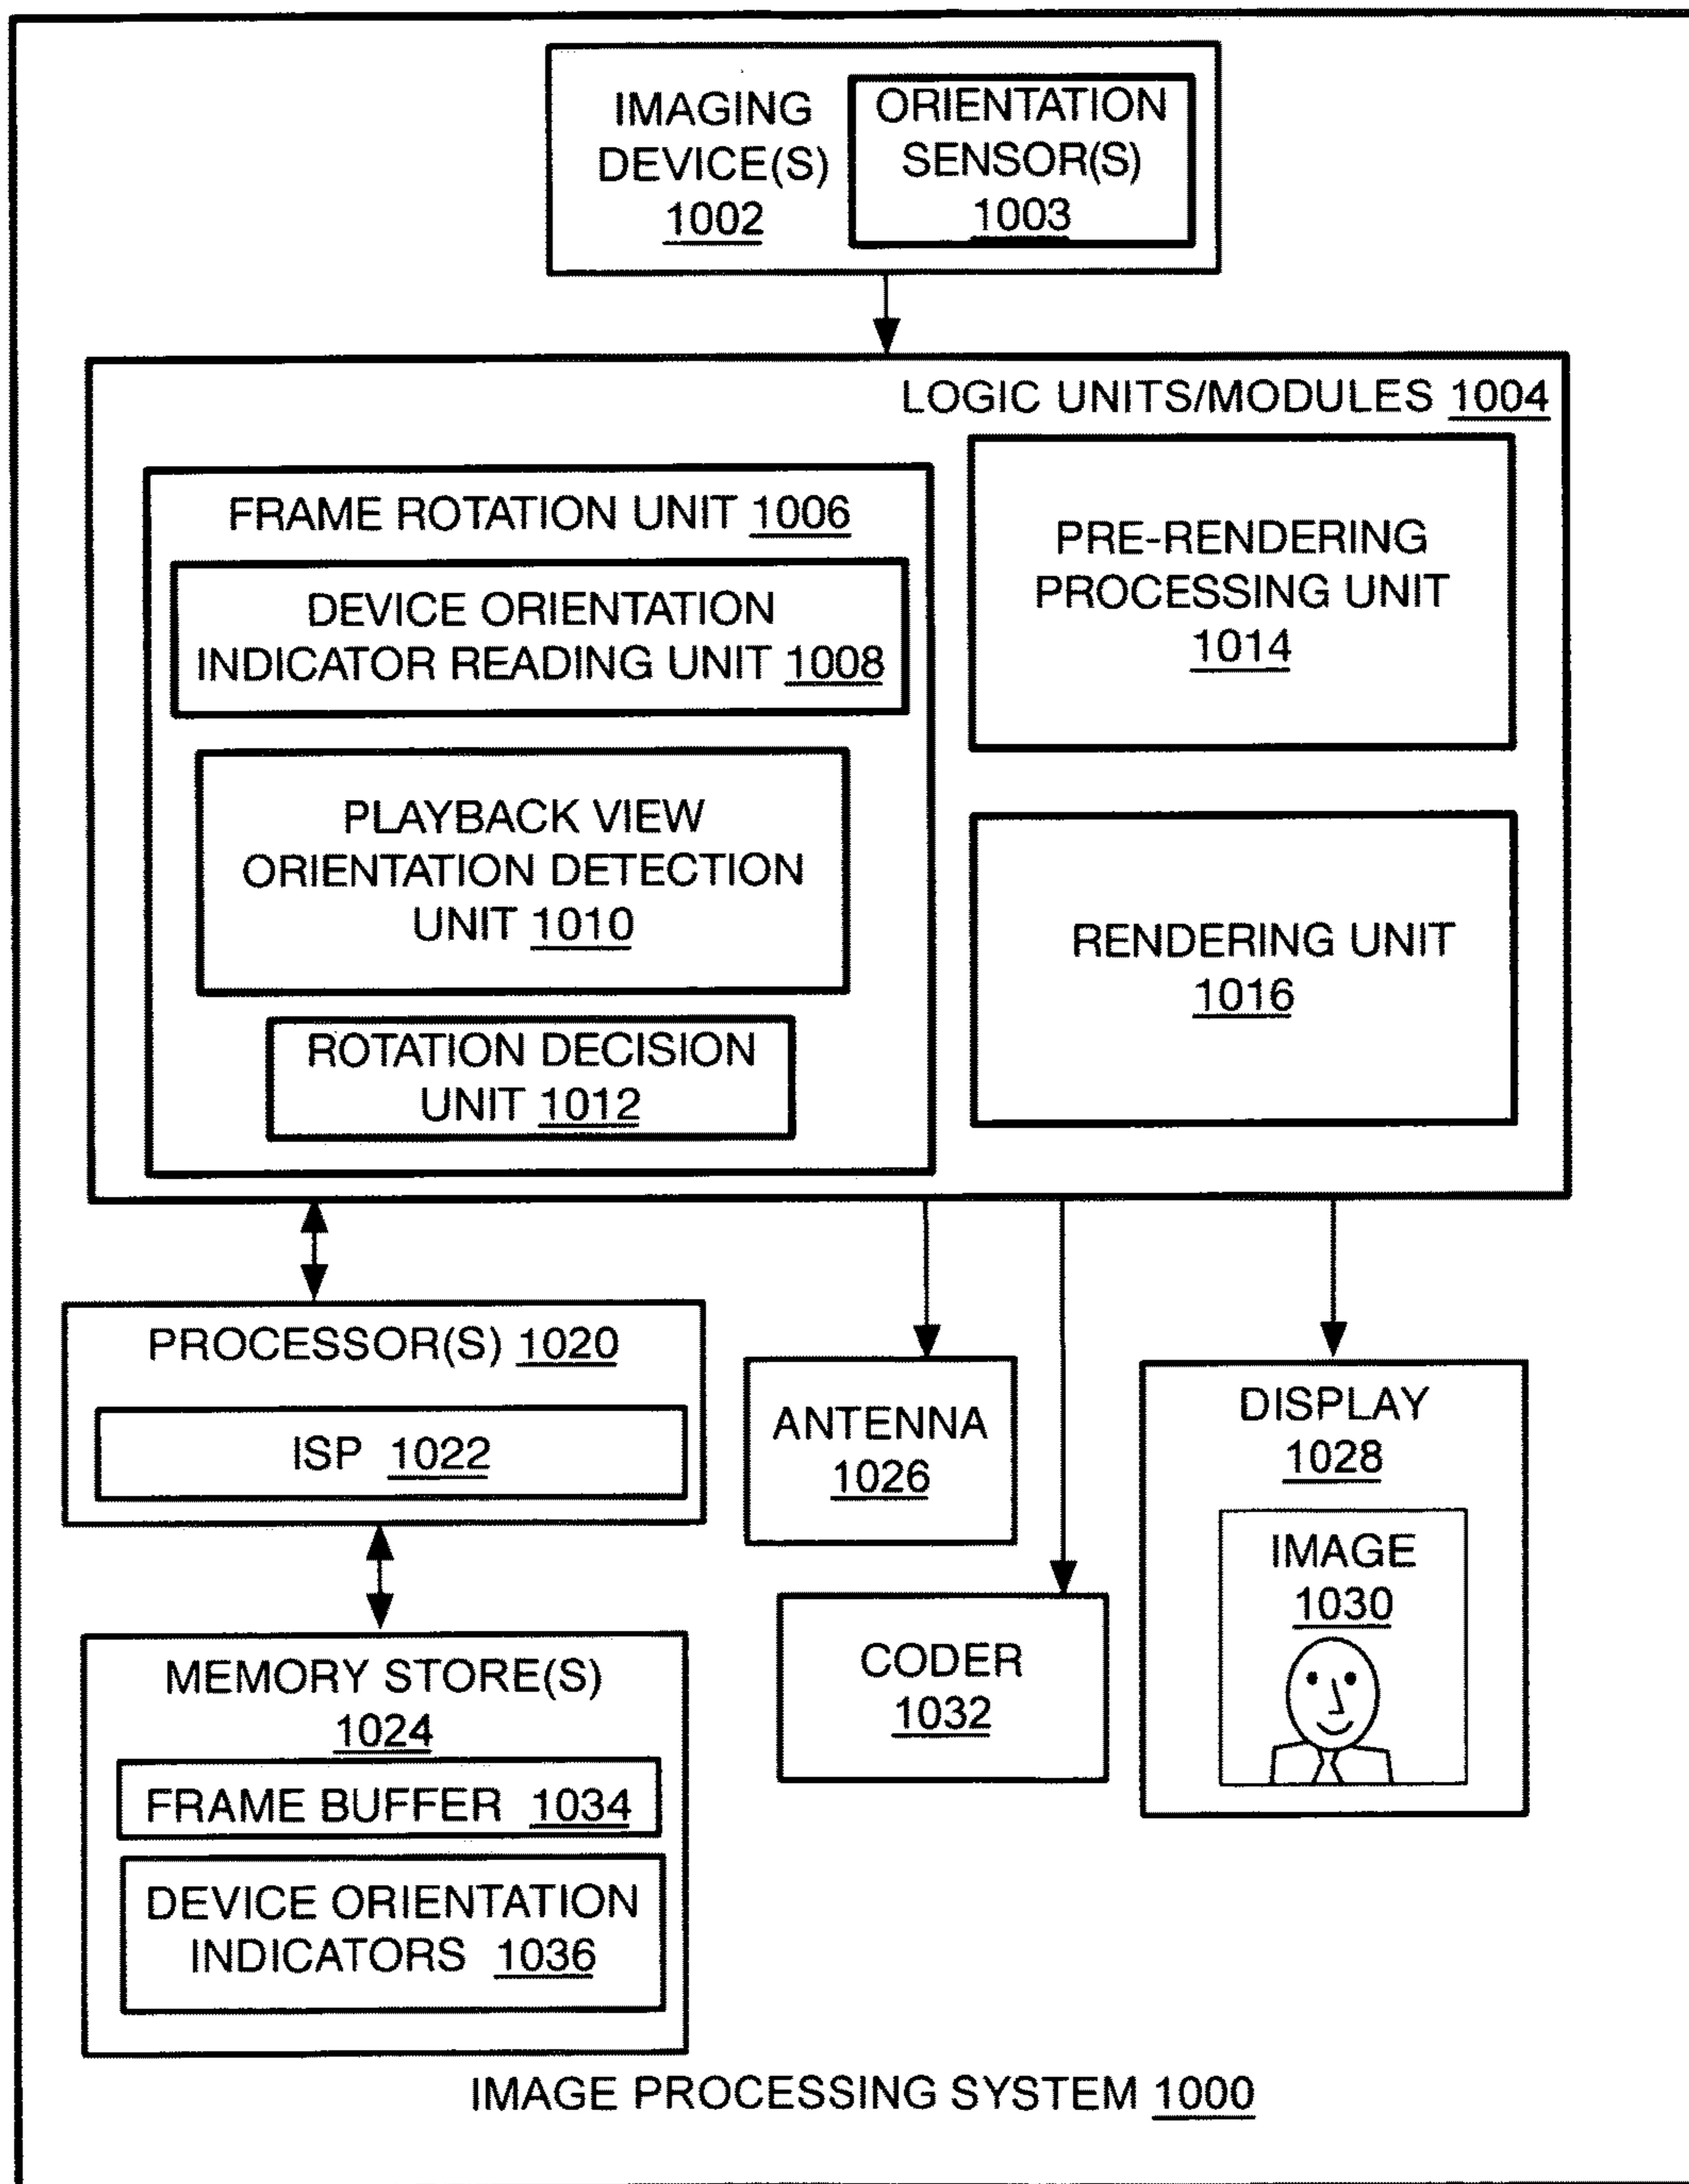 IMAGING
DEVICE(S)
1002
ORIENTATION
SENSOR(S)
1003
LOGIC UNITS/MODULES 1004
FRAME ROTATION UNIT 1006
DEVICE ORIENTATION
INDICATOR READING UNIT 1008
PLAYBACK VIEW
ORIENTATION DETECTION
UNIT 1010
ROTATION DECISION
UNIT 1012
PRE-RENDERING
PROCESSING UNIT
1014
RENDERING UNIT
1016
PROCESSOR(S) 1020
ISP 1022
MEMORY STORE(S)
1024
FRAME BUFFER 1034
DEVICE ORIENTATION
INDICATORS 1036
ANTENNA
1026
CODER
1032
DISPLAY
1028
IMAGE
1030
IMAGE PROCESSING SYSTEM 1000